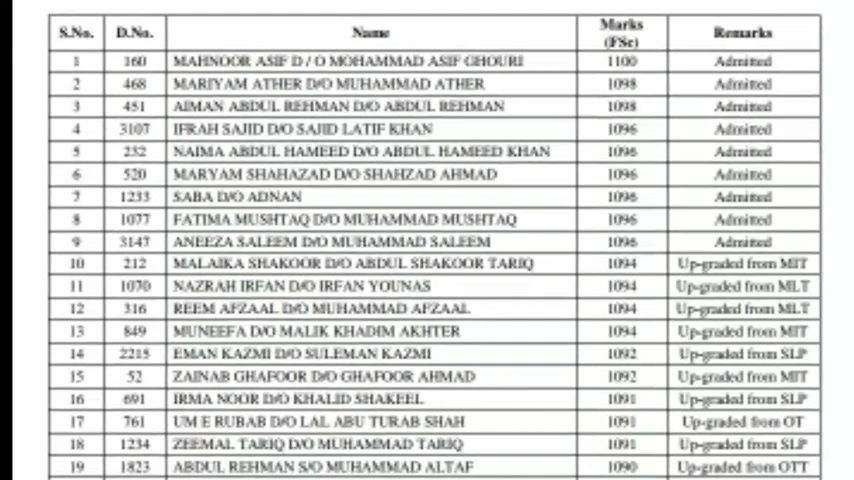 S.No. D.No. Name Marks (FSc) Remarks
1 160 MAHNOOR ASIF D / O MOHAMMAD ASIF GHOURI 1100 Admitted
2 468 MARIYAM ATHER D/O MUHAMMAD ATHER 1098 Admitted
3 451 AIMAN ABDUL REHMAN D/O ABDUL REHMAN 1098 Admitted
4 3107 IFRAH SAJID D/O SAJID LATIF KHAN 1096 Admitted
5 232 NAIMA ABDUL HAMEED D/O ABDUL HAMEED KHAN 1096 Admitted
6 520 MARYAM SHAHAZAD D/O SHAHZAD AHMAD 1096 Admitted
7 1233 SABA D/O ADNAN 1096 Admitted
8 1077 FATIMA MUSHTAQ D/O MUHAMMAD MUSHTAQ 1096 Admitted
9 3147 ANEEZA SALEEM D/O MUHAMMAD SALEEM 1096 Admitted
10 212 MALAIKA SHAKOOR D/O ABDUL SHAKOOR TARIQ 1094 Up-graded from MIT
11 1070 NAZRAH IRFAN D/O IRFAN YOUNAS 1094 Up-graded from MLT
12 316 REEM AFZAAL D/O MUHAMMAD AFZAAL 1094 Up-graded from MLT
13 849 MUNEEFA D/O MALIK KHADIM AKHTER 1094 Up-graded from MIT
14 2215 EMAN KAZMI D/O SULEMAN KAZMI 1092 Up-graded from SLP
15 52 ZAINAB GHAFOOR D/O GHAFOOR AHMAD 1092 Up-graded from MIT
16 691 IRMA NOOR D/O KHALID SHAKEEL 1091 Up-graded from SLP
17 761 UM E RUBAB D/O LAL ABU TURAB SHAH 1091 Up-graded from OT
18 1234 ZEEMAL TARIQ D/O MUHAMMAD TARIQ 1091 Up-graded from SLP
19 1823 ABDUL REHMAN S/O MUHAMMAD ALTAF 1090 Up-graded from OTT